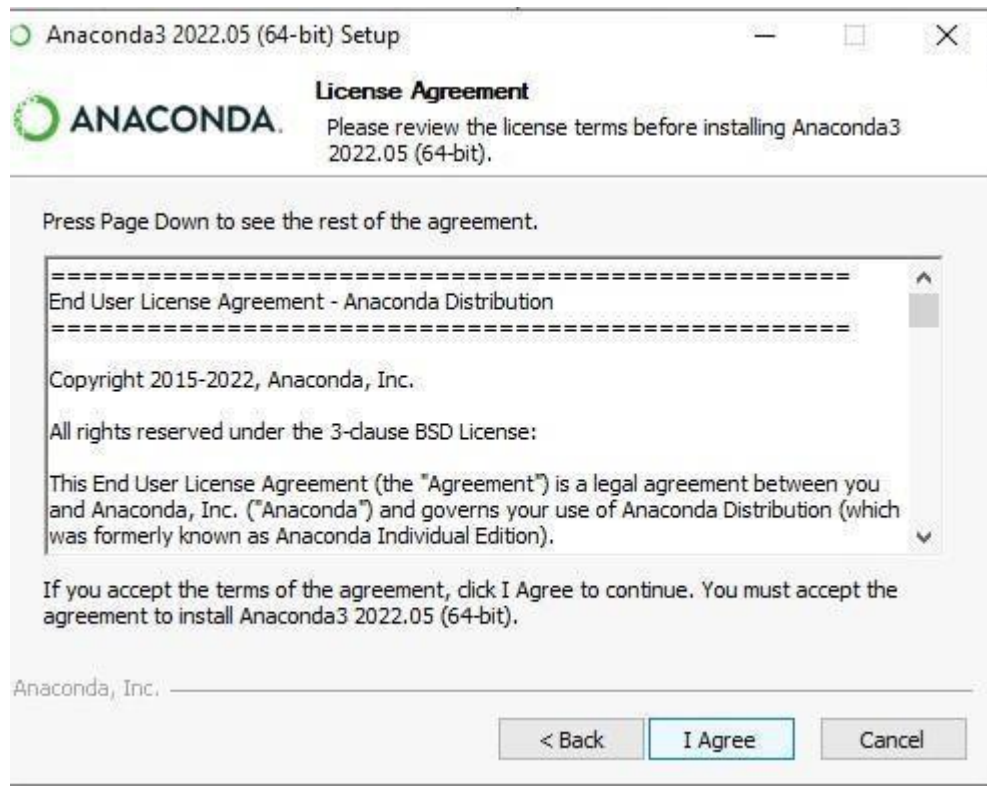 Anaconda3 2022.05 (64-bit) Setup
ANACONDA.
License Agreement
Please review the license terms before installing Anaconda3
2022.05 (64-bit).
Press Page Down to see the rest of the agreement.
==================================================
End User License Agreement - Anaconda Distribution
==================================================
Copyright 2015-2022, Anaconda, Inc.
All rights reserved under the 3-clause BSD License:
This End User License Agreement (the "Agreement") is a legal agreement between you
and Anaconda, Inc. ("Anaconda") and governs your use of Anaconda Distribution (which
was formerly known as Anaconda Individual Edition).
If you accept the terms of the agreement, click I Agree to continue. You must accept the
agreement to install Anaconda3 2022.05 (64-bit).
Anaconda, Inc.
< Back
I Agree
Cancel